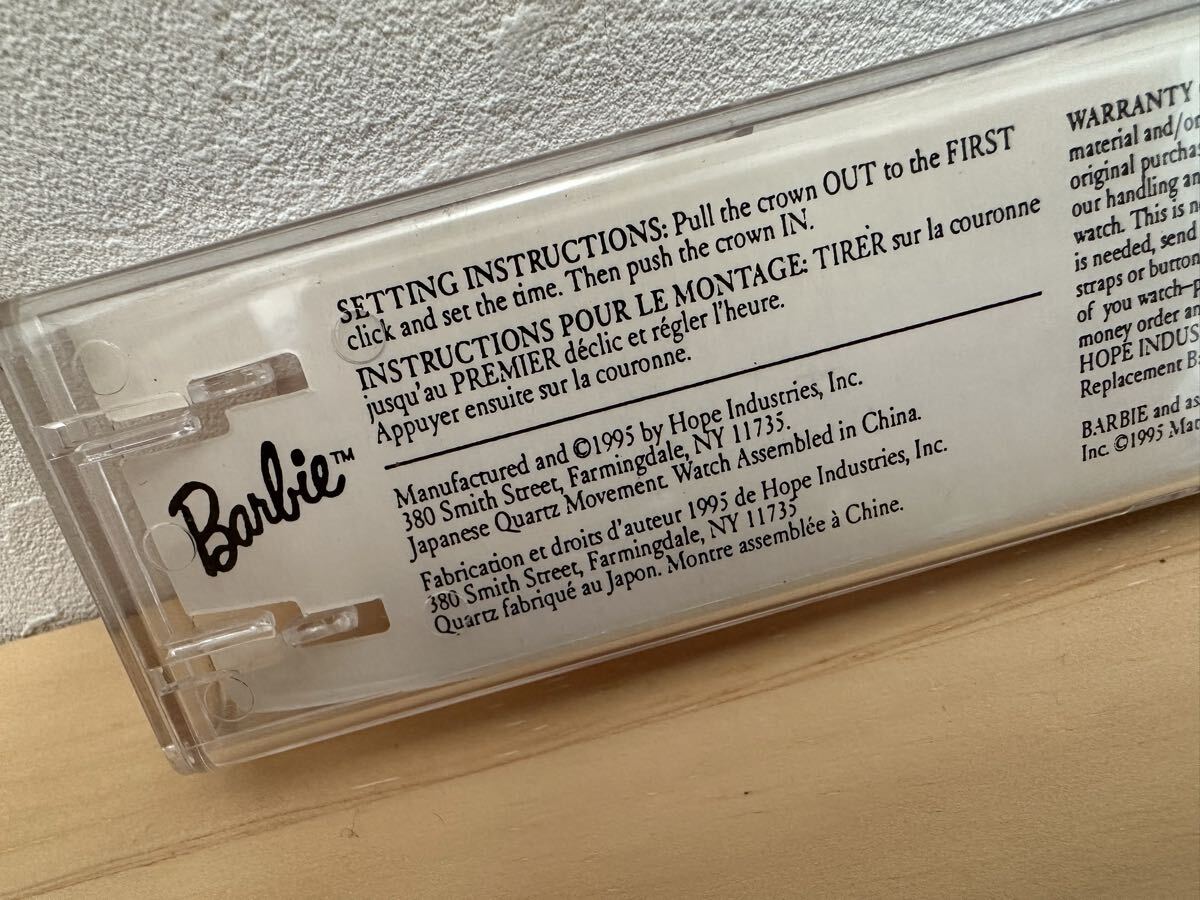 Barbie™
SETTING INSTRUCTIONS: Pull the crown OUT to the FIRST
click and set the time. Then push the crown IN.
INSTRUCTIONS POUR LE MONTAGE: TIRER sur la couronne
jusqu'au PREMIER déclic et régler l'heure.
Appuyer ensuite sur la couronne.
Manufactured and ©1995 by Hope Industries, Inc.
380 Smith Street, Farmingdale, NY 11735.
Japanese Quartz Movement. Watch Assembled in China.
Fabrication et droits d'auteur 1995 de Hope Industries, Inc.
380 Smith Street, Farmingdale, NY 11735
Quartz fabriqué au Japon. Montre assemblée à Chine.
WARRANTY
material and/or
original purchas
our handling an
watch. This is n
is needed, send
straps or button
of you watch-p
money order an
HOPE INDUS
Replacement B
BARBIE and as
Inc. ©1995 Mat